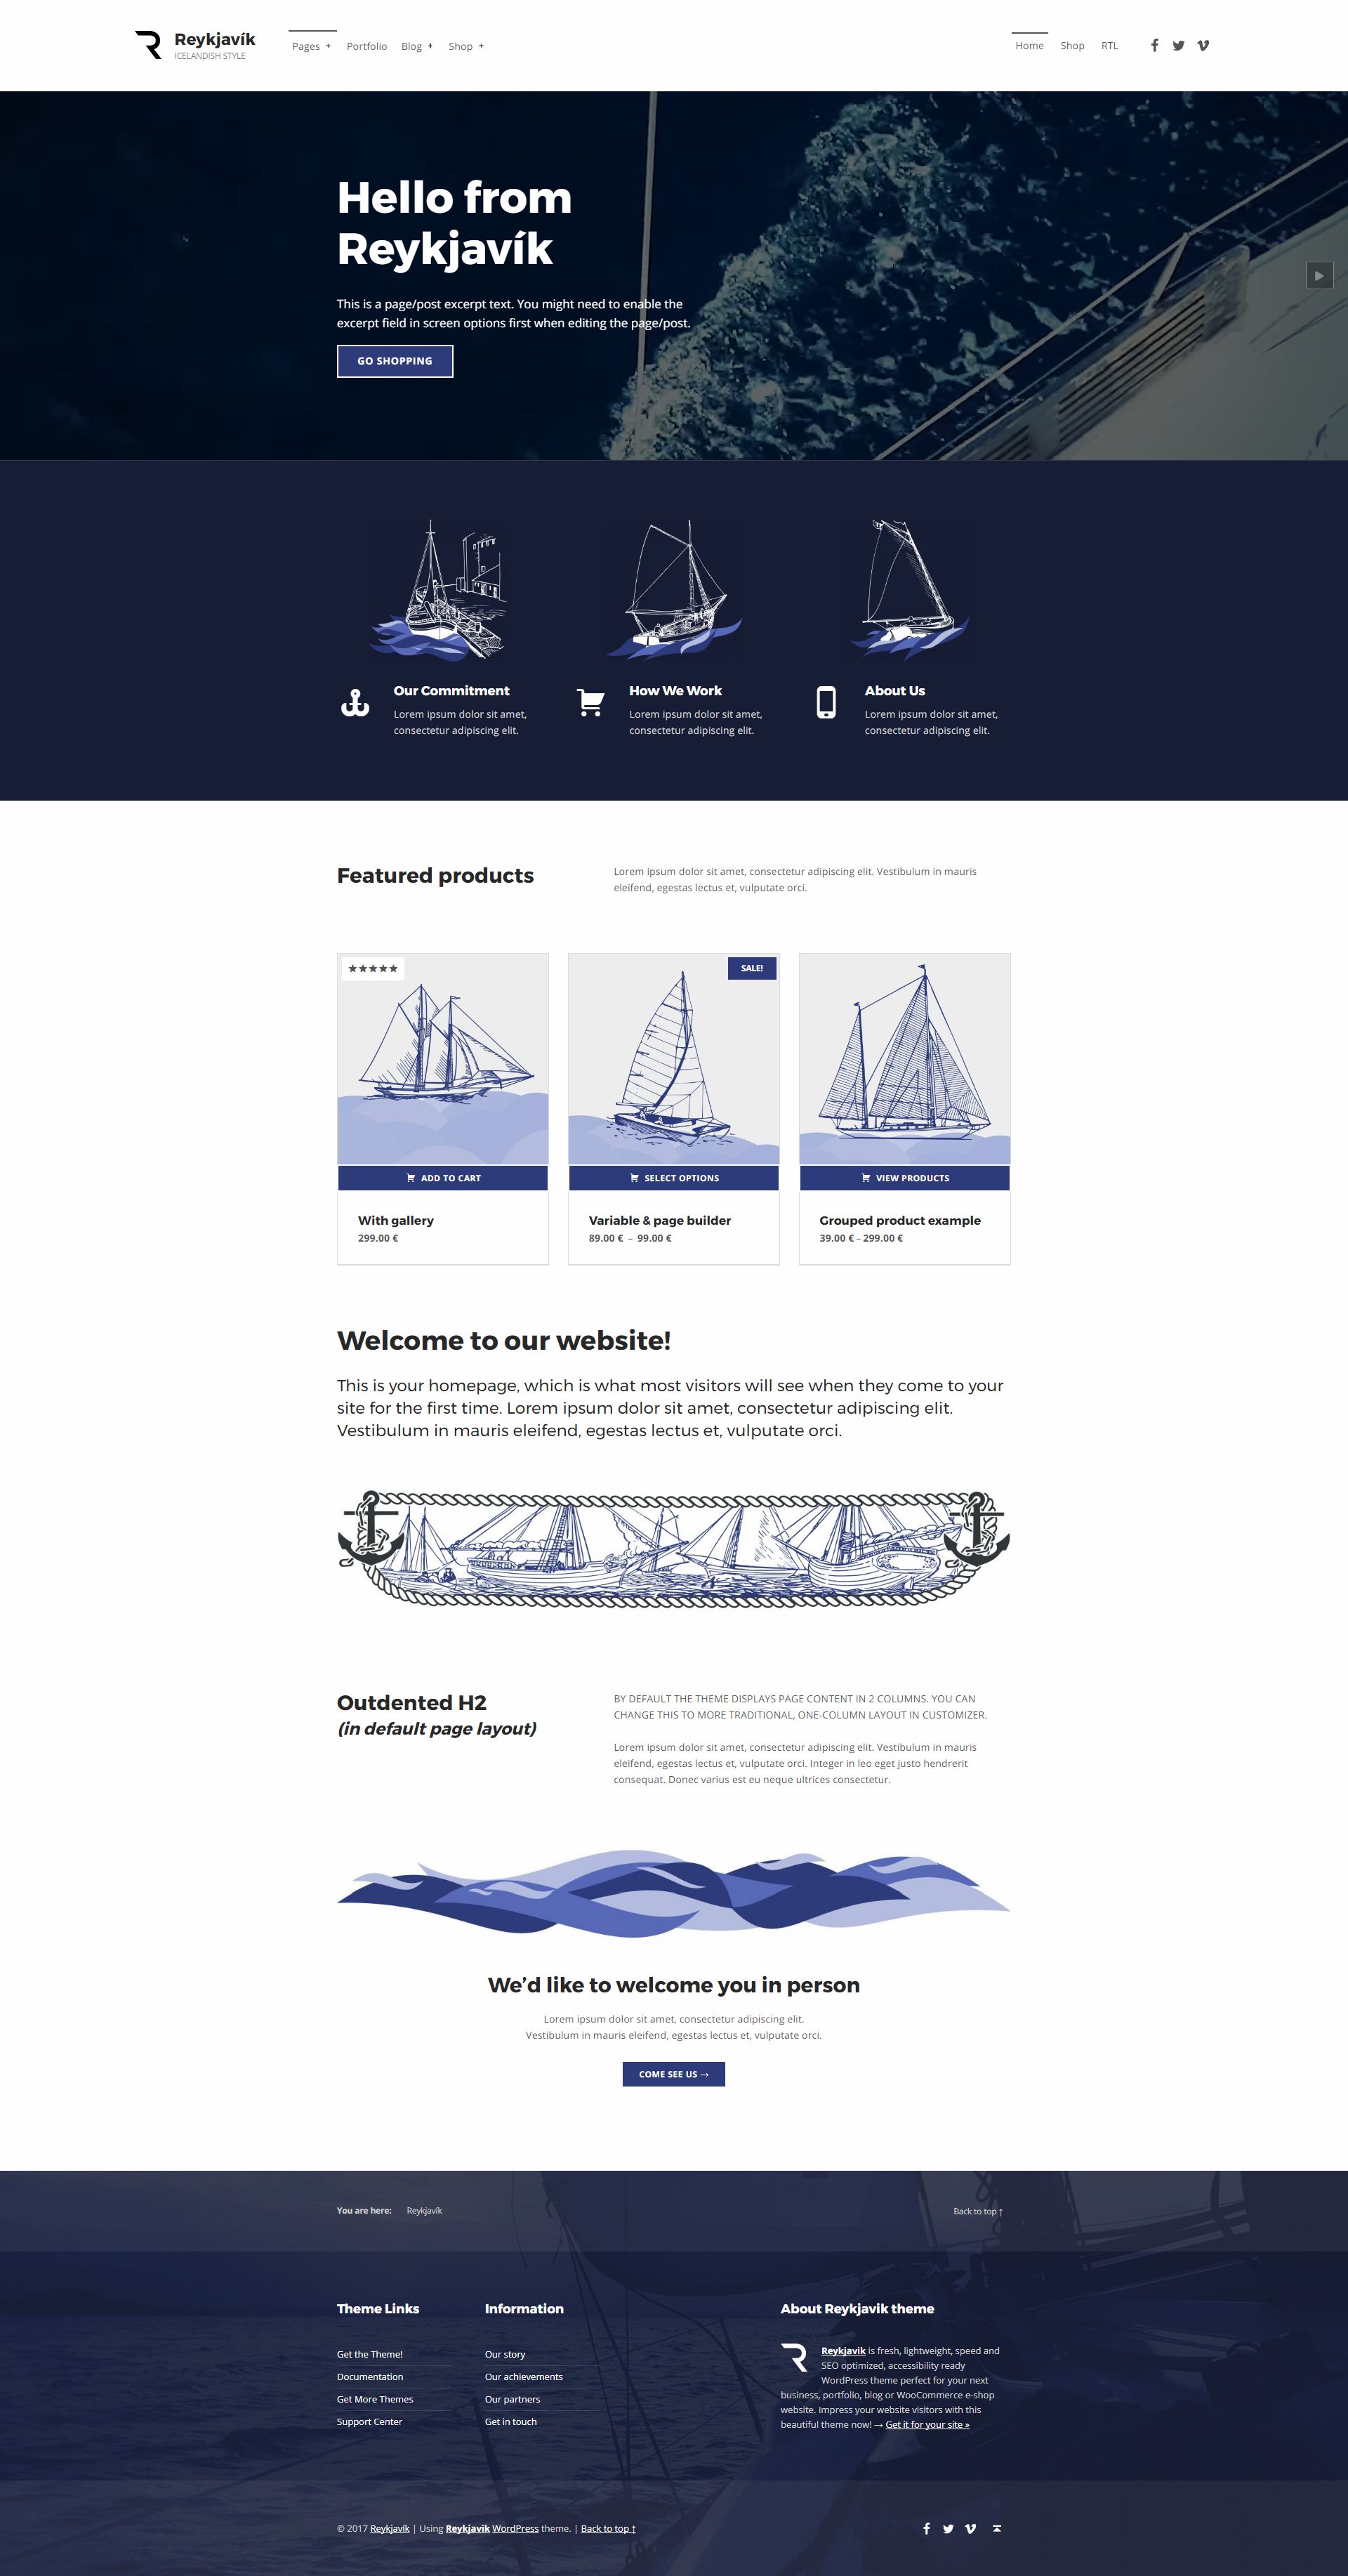 Reykjavík
ICELANDISH STYLE
Pages +
Portfolio
Blog +
Shop +
Home
Shop
RTL
Hello from
Reykjavík
This is a page/post excerpt text. You might need to enable the
excerpt field in screen options first when editing the page/post.
GO SHOPPING
Our Commitment
Lorem ipsum dolor sit amet,
consectetur adipiscing elit.
How We Work
Lorem ipsum dolor sit amet,
consectetur adipiscing elit.
About Us
Lorem ipsum dolor sit amet,
consectetur adipiscing elit.
Featured products
Lorem ipsum dolor sit amet, consectetur adipiscing elit. Vestibulum in mauris
eleifend, egestas lectus et, vulputate orci.
★★★★★
ADD TO CART
With gallery
299.00 €
SALE!
SELECT OPTIONS
Variable & page builder
89.00 € – 99.00 €
VIEW PRODUCTS
Grouped product example
39.00 € – 299.00 €
Welcome to our website!
This is your homepage, which is what most visitors will see when they come to your
site for the first time. Lorem ipsum dolor sit amet, consectetur adipiscing elit.
Vestibulum in mauris eleifend, egestas lectus et, vulputate orci.
Outdented H2
(in default page layout)
BY DEFAULT THE THEME DISPLAYS PAGE CONTENT IN 2 COLUMNS. YOU CAN
CHANGE THIS TO MORE TRADITIONAL, ONE-COLUMN LAYOUT IN CUSTOMIZER.
Lorem ipsum dolor sit amet, consectetur adipiscing elit. Vestibulum in mauris
eleifend, egestas lectus et, vulputate orci. Integer in leo eget justo hendrerit
consequat. Donec varius est eu neque ultrices consectetur.
We’d like to welcome you in person
Lorem ipsum dolor sit amet, consectetur adipiscing elit.
Vestibulum in mauris eleifend, egestas lectus et, vulputate orci.
COME SEE US →
You are here: Reykjavík
Back to top ↑
Theme Links
Get the Theme!
Documentation
Get More Themes
Support Center
Information
Our story
Our achievements
Our partners
Get in touch
About Reykjavik theme
Reykjavik is fresh, lightweight, speed and
SEO optimized, accessibility ready
WordPress theme perfect for your next
business, portfolio, blog or WooCommerce e-shop
website. Impress your website visitors with this
beautiful theme now! → Get it for your site »
© 2017 Reykjavík | Using Reykjavik WordPress theme. | Back to top ↑